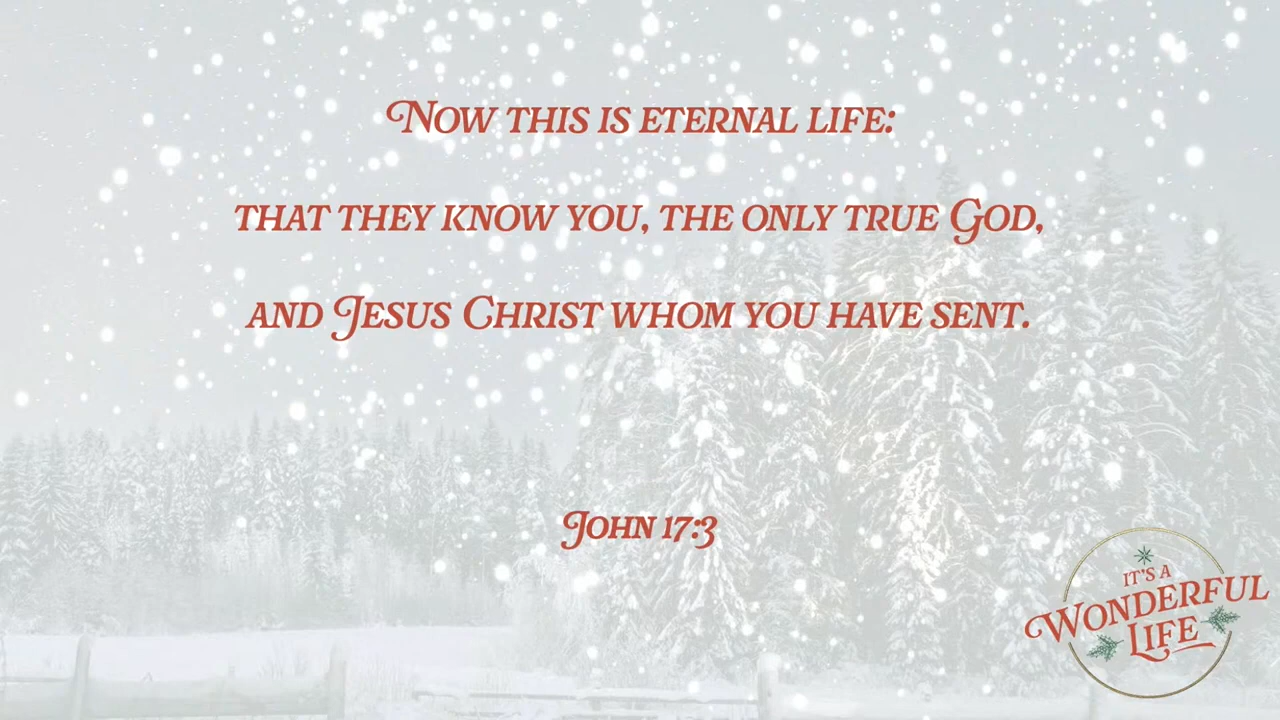 Now this is eternal life:
that they know you, the only true God,
and Jesus Christ whom you have sent.
John 17:3
It's a
Wonderful
Life